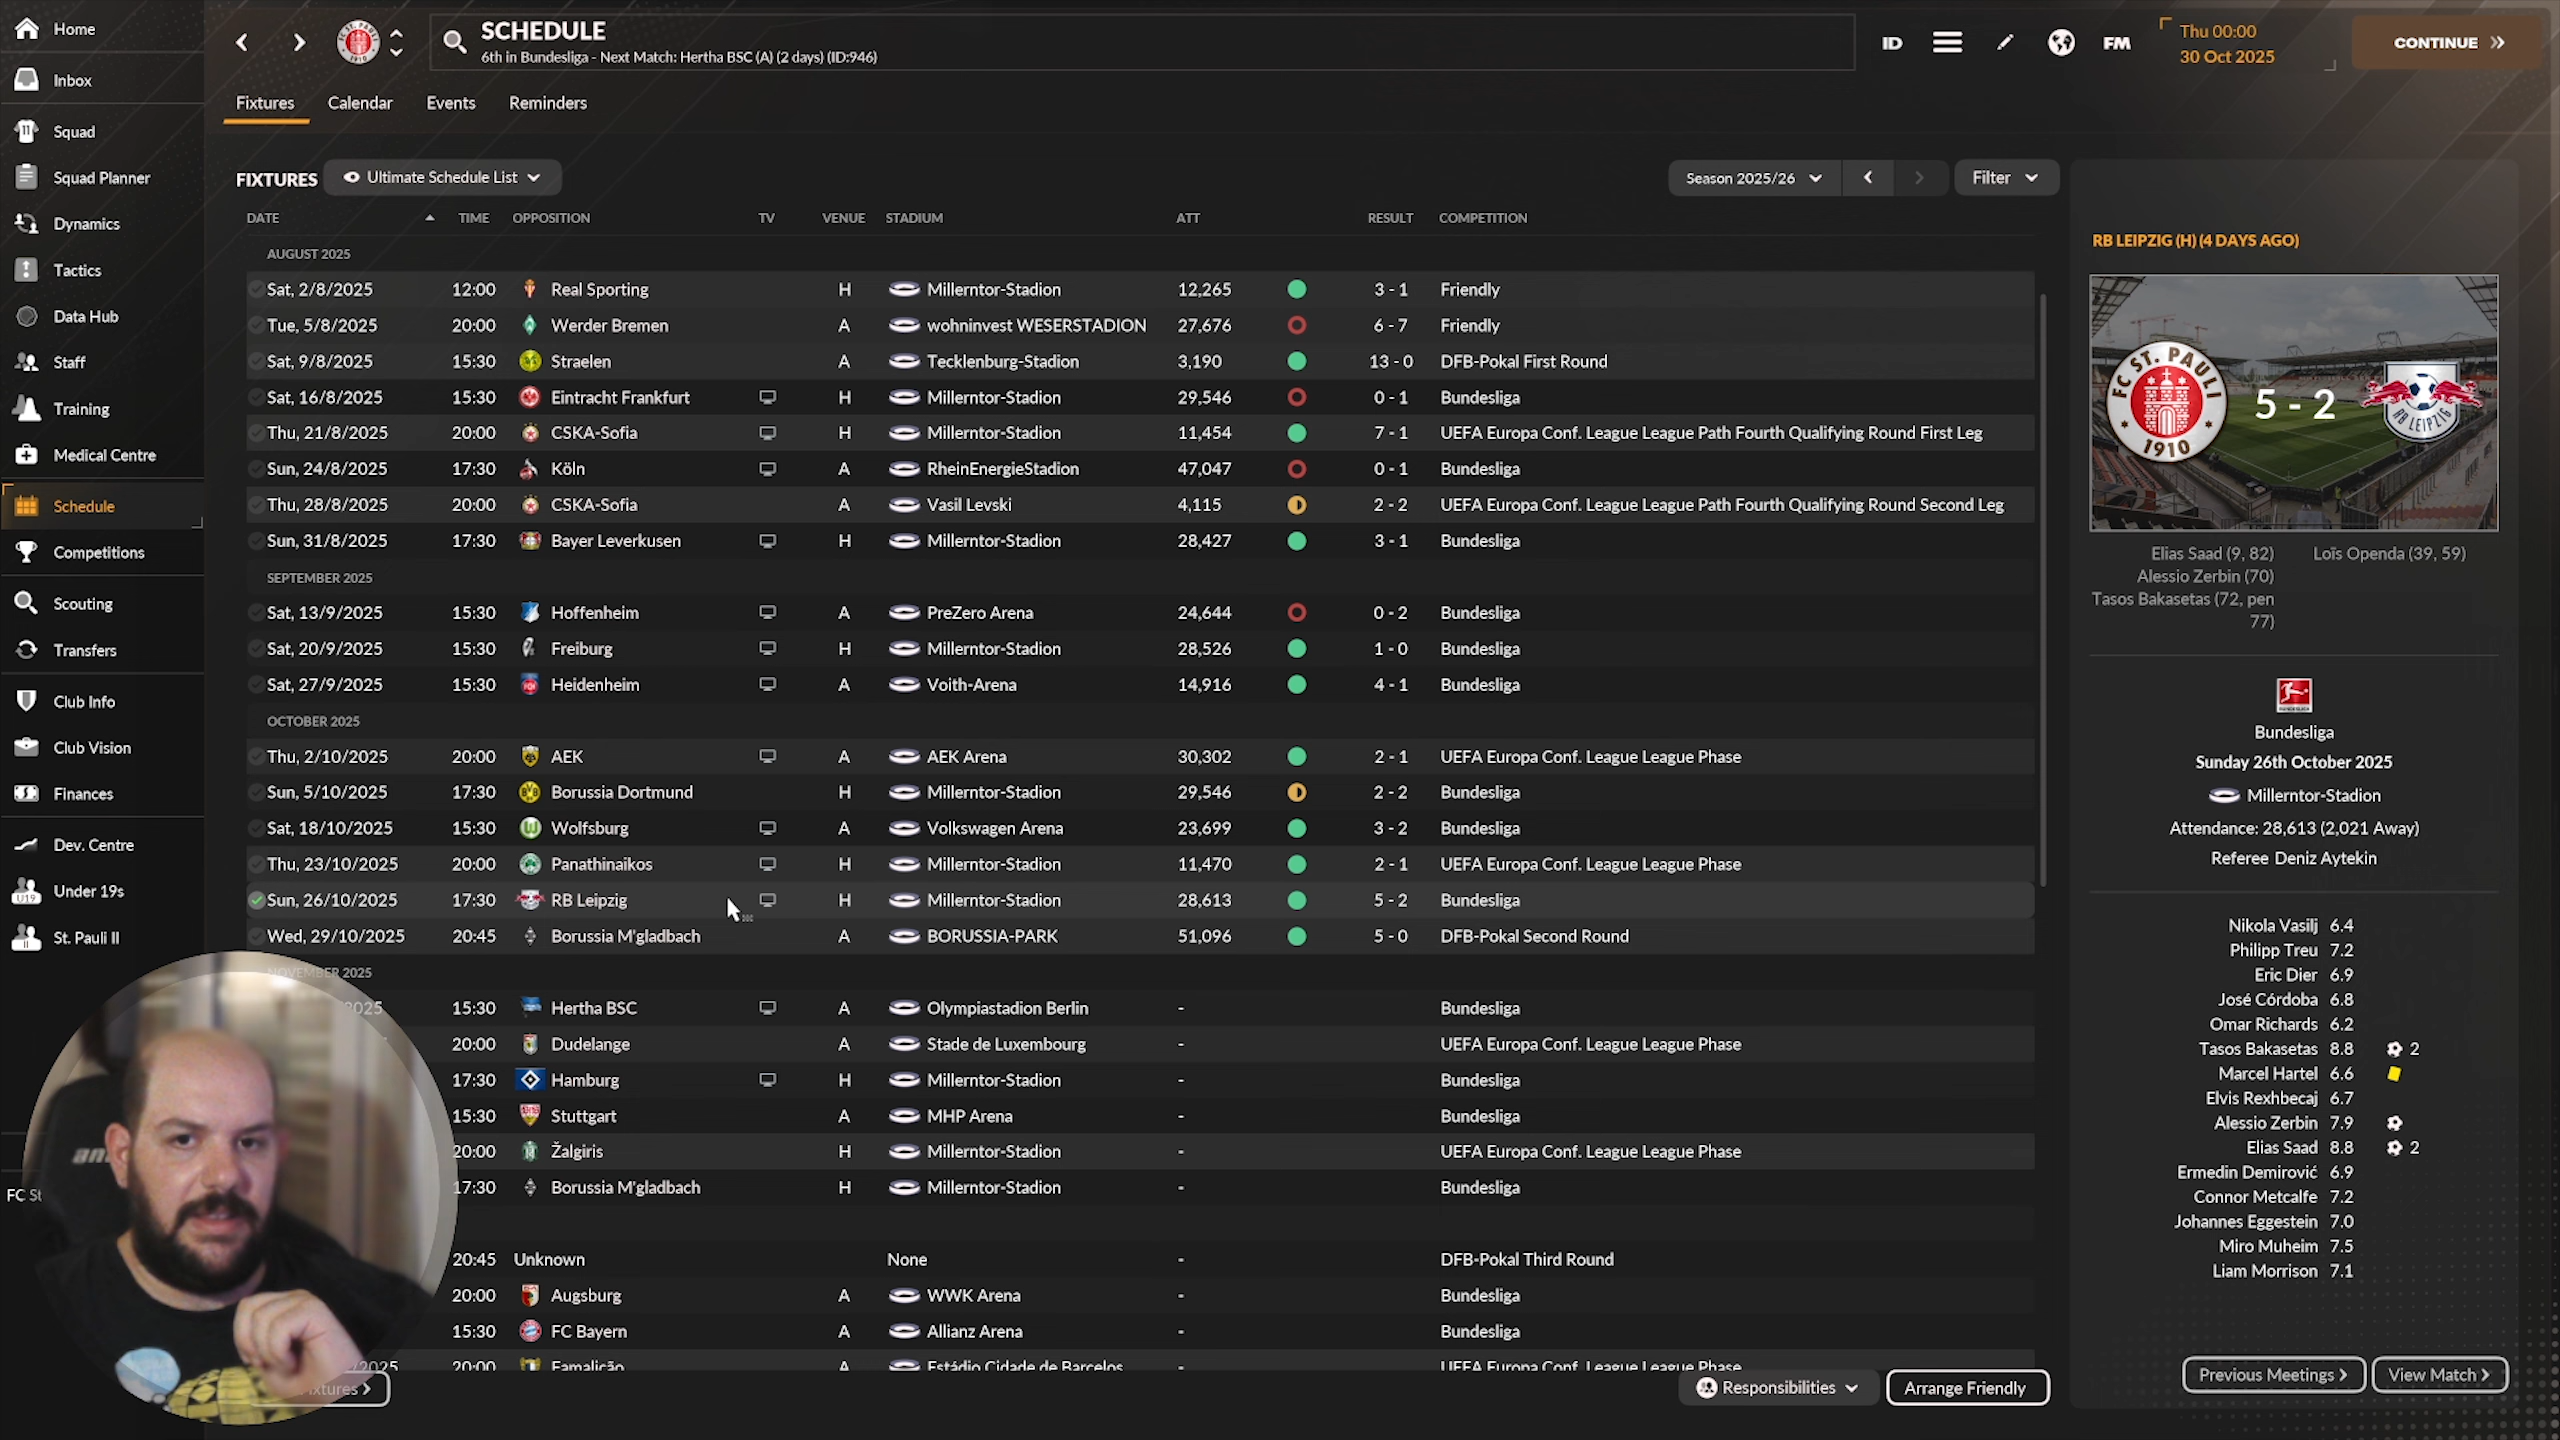 Home
Inbox
Squad
Squad Planner
Dynamics
Tactics
Data Hub
Staff
Training
Medical Centre
Schedule
Competitions
Scouting
Transfers
Club Info
Club Vision
Finances
Dev. Centre
Under 19s
St. Pauli II
FC St
SCHEDULE
6th in Bundesliga - Next Match: Hertha BSC (A) (2 days) (ID:946)
ID
FM
Thu 00:00
30 Oct 2025
CONTINUE
Fixtures Calendar Events Reminders
FIXTURES Ultimate Schedule List Season 2025/26 Filter
DATE TIME OPPOSITION TV VENUE STADIUM ATT RESULT COMPETITION
AUGUST 2025
Sat, 2/8/2025 12:00 Real Sporting H Millerntor-Stadion 12,265 3 - 1 Friendly
Tue, 5/8/2025 20:00 Werder Bremen A wohninvest WESERSTADION 27,676 6 - 7 Friendly
Sat, 9/8/2025 15:30 Straelen A Tecklenburg-Stadion 3,190 13 - 0 DFB-Pokal First Round
Sat, 16/8/2025 15:30 Eintracht Frankfurt H Millerntor-Stadion 29,546 0 - 1 Bundesliga
Thu, 21/8/2025 20:00 CSKA-Sofia H Millerntor-Stadion 11,454 7 - 1 UEFA Europa Conf. League League Path Fourth Qualifying Round First Leg
Sun, 24/8/2025 17:30 Köln A RheinEnergieStadion 47,047 0 - 1 Bundesliga
Thu, 28/8/2025 20:00 CSKA-Sofia A Vasil Levski 4,115 2 - 2 UEFA Europa Conf. League League Path Fourth Qualifying Round Second Leg
Sun, 31/8/2025 17:30 Bayer Leverkusen H Millerntor-Stadion 28,427 3 - 1 Bundesliga
SEPTEMBER 2025
Sat, 13/9/2025 15:30 Hoffenheim A PreZero Arena 24,644 0 - 2 Bundesliga
Sat, 20/9/2025 15:30 Freiburg H Millerntor-Stadion 28,526 1 - 0 Bundesliga
Sat, 27/9/2025 15:30 Heidenheim A Voith-Arena 14,916 4 - 1 Bundesliga
OCTOBER 2025
Thu, 2/10/2025 20:00 AEK A AEK Arena 30,302 2 - 1 UEFA Europa Conf. League League Phase
Sun, 5/10/2025 17:30 Borussia Dortmund H Millerntor-Stadion 29,546 2 - 2 Bundesliga
Sat, 18/10/2025 15:30 Wolfsburg A Volkswagen Arena 23,699 3 - 2 Bundesliga
Thu, 23/10/2025 20:00 Panathinaikos H Millerntor-Stadion 11,470 2 - 1 UEFA Europa Conf. League League Phase
Sun, 26/10/2025 17:30 RB Leipzig H Millerntor-Stadion 28,613 5 - 2 Bundesliga
Wed, 29/10/2025 20:45 Borussia M'gladbach A BORUSSIA-PARK 51,096 5 - 0 DFB-Pokal Second Round
NOVEMBER 2025
2025 15:30 Hertha BSC A Olympiastadion Berlin - Bundesliga
20:00 Dudelange A Stade de Luxembourg - UEFA Europa Conf. League League Phase
17:30 Hamburg H Millerntor-Stadion - Bundesliga
15:30 Stuttgart A MHP Arena - Bundesliga
20:00 Žalgiris H Millerntor-Stadion - UEFA Europa Conf. League League Phase
17:30 Borussia M'gladbach H Millerntor-Stadion - Bundesliga
20:45 Unknown None - DFB-Pokal Third Round
20:00 Augsburg A WWK Arena - Bundesliga
15:30 FC Bayern A Allianz Arena - Bundesliga
/2025 20:00 Famalicão A Estádio Cidade de Barcelos - UEFA Europa Conf. League League Phase
Fixtures Responsibilities Arrange Friendly
RB LEIPZIG (H) (4 DAYS AGO)
FC ST. PAULI
1910
5 - 2
RB LEIPZIG
Elias Saad (9, 82) Loïs Openda (39, 59)
Alessio Zerbin (70)
Tasos Bakasetas (72, pen
77)
Bundesliga
Sunday 26th October 2025
Millerntor-Stadion
Attendance: 28,613 (2,021 Away)
Referee Deniz Aytekin
Nikola Vasilj 6.4
Philipp Treu 7.2
Eric Dier 6.9
José Córdoba 6.8
Omar Richards 6.2
Tasos Bakasetas 8.8 2
Marcel Hartel 6.6
Elvis Rexhbecaj 6.7
Alessio Zerbin 7.9
Elias Saad 8.8 2
Ermedin Demirović 6.9
Connor Metcalfe 7.2
Johannes Eggestein 7.0
Miro Muheim 7.5
Liam Morrison 7.1
Previous Meetings View Match